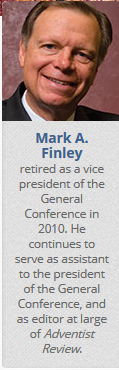 Mark A.
Finley
retired as a vice
president of the
General
Conference in
2010. He
continues to
serve as assistant
to the president
of the General
Conference, and
as editor at large
of Adventist
Review.